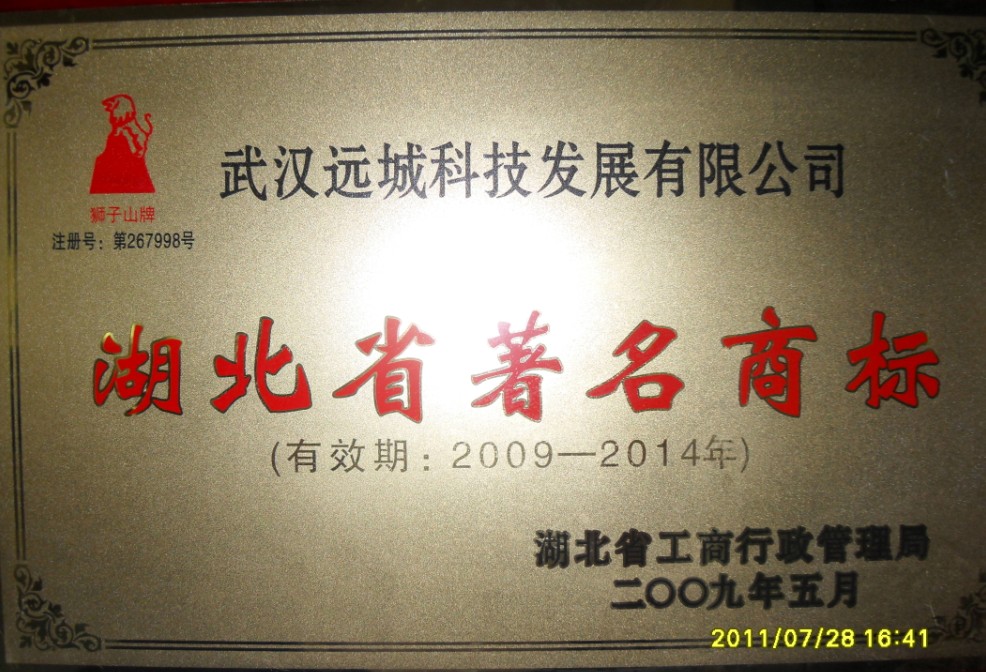 武汉远城科技发展有限公司
狮子山牌
注册号：第267998号
湖北省著名商标
(有效期：2009—2014年)
湖北省工商行政管理局
二〇〇九年五月
2011/07/28 16:41